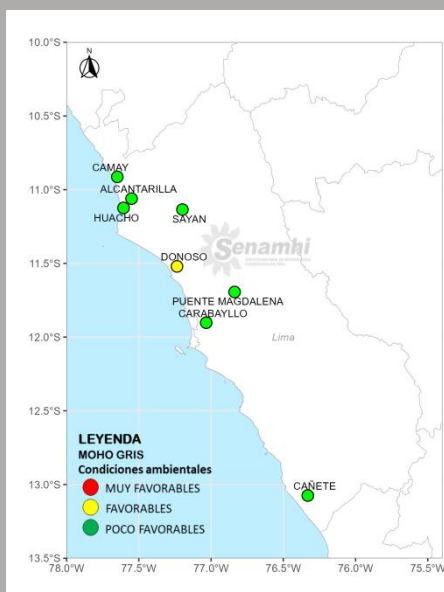 N
10.0°S
10.5°S
11.0°S
11.5°S
12.0°S
12.5°S
13.0°S
13.5°S
CAMAY
ALCANTARILLA
HUACHO
SAYAN
Senamhi
DONOSO
PUENTE MAGDALENA
CARABAYLLO
Lima
CAÑETE
LEYENDA
MOHO GRIS
Condiciones ambientales
MUY FAVORABLES
FAVORABLES
POCO FAVORABLES
78.0°W 77.5°W 77.0°W 76.5°W 76.0°W 75.5°W